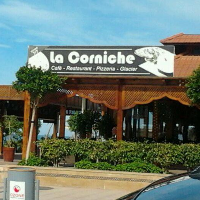 La Corniche
Café - Restaurant - Pizzeria - Glacier